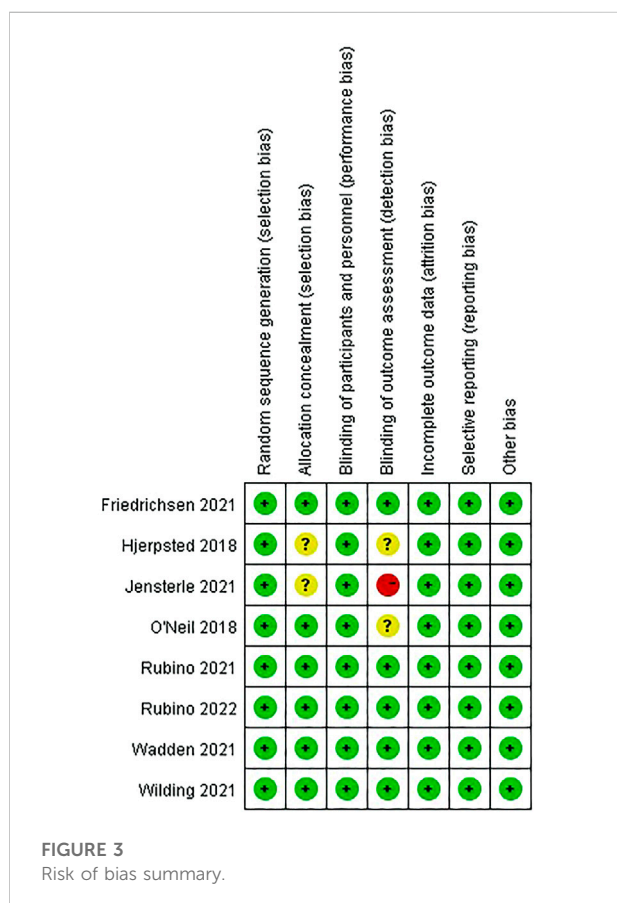 Random sequence generation (selection bias)
Allocation concealment (selection bias)
Blinding of participants and personnel (performance bias)
Blinding of outcome assessment (detection bias)
Incomplete outcome data (attrition bias)
Selective reporting (reporting bias)
Other bias
Friedrichsen 2021 + + + + + + +
Hjerpsted 2018 + ? + ? + + +
Jensterle 2021 + ? + - + + +
O'Neil 2018 + + + ? + + +
Rubino 2021 + + + + + + +
Rubino 2022 + + + + + + +
Wadden 2021 + + + + + + +
Wilding 2021 + + + + + + +
FIGURE 3
Risk of bias summary.